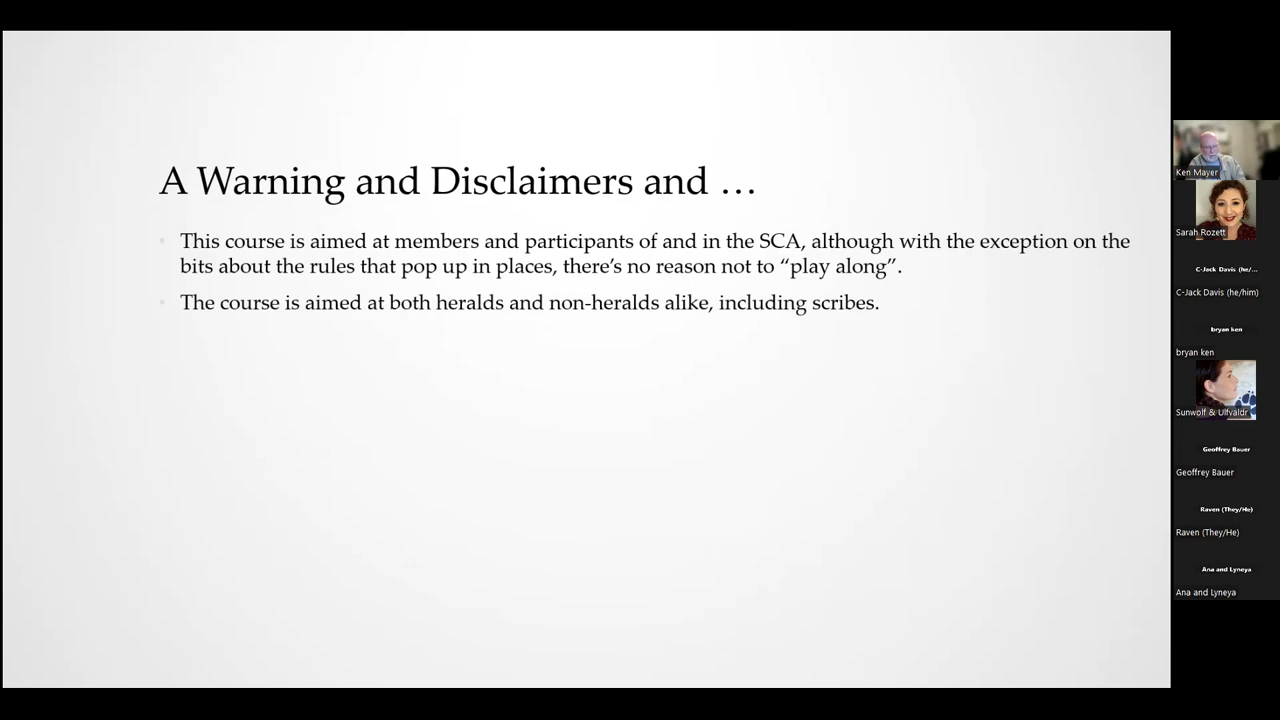 A Warning and Disclaimers and …
This course is aimed at members and participants of and in the SCA, although with the exception on the
bits about the rules that pop up in places, there’s no reason not to “play along”.
The course is aimed at both heralds and non-heralds alike, including scribes.
Ken Mayer
Sarah Rozett
C-Jack Davis (he/...
C-Jack Davis (he/him)
bryan ken
bryan ken
Sunwolf & Ulfvaldr
Geoffrey Bauer
Geoffrey Bauer
Raven (They/He)
Raven (They/He)
Ana and Lyneya
Ana and Lyneya